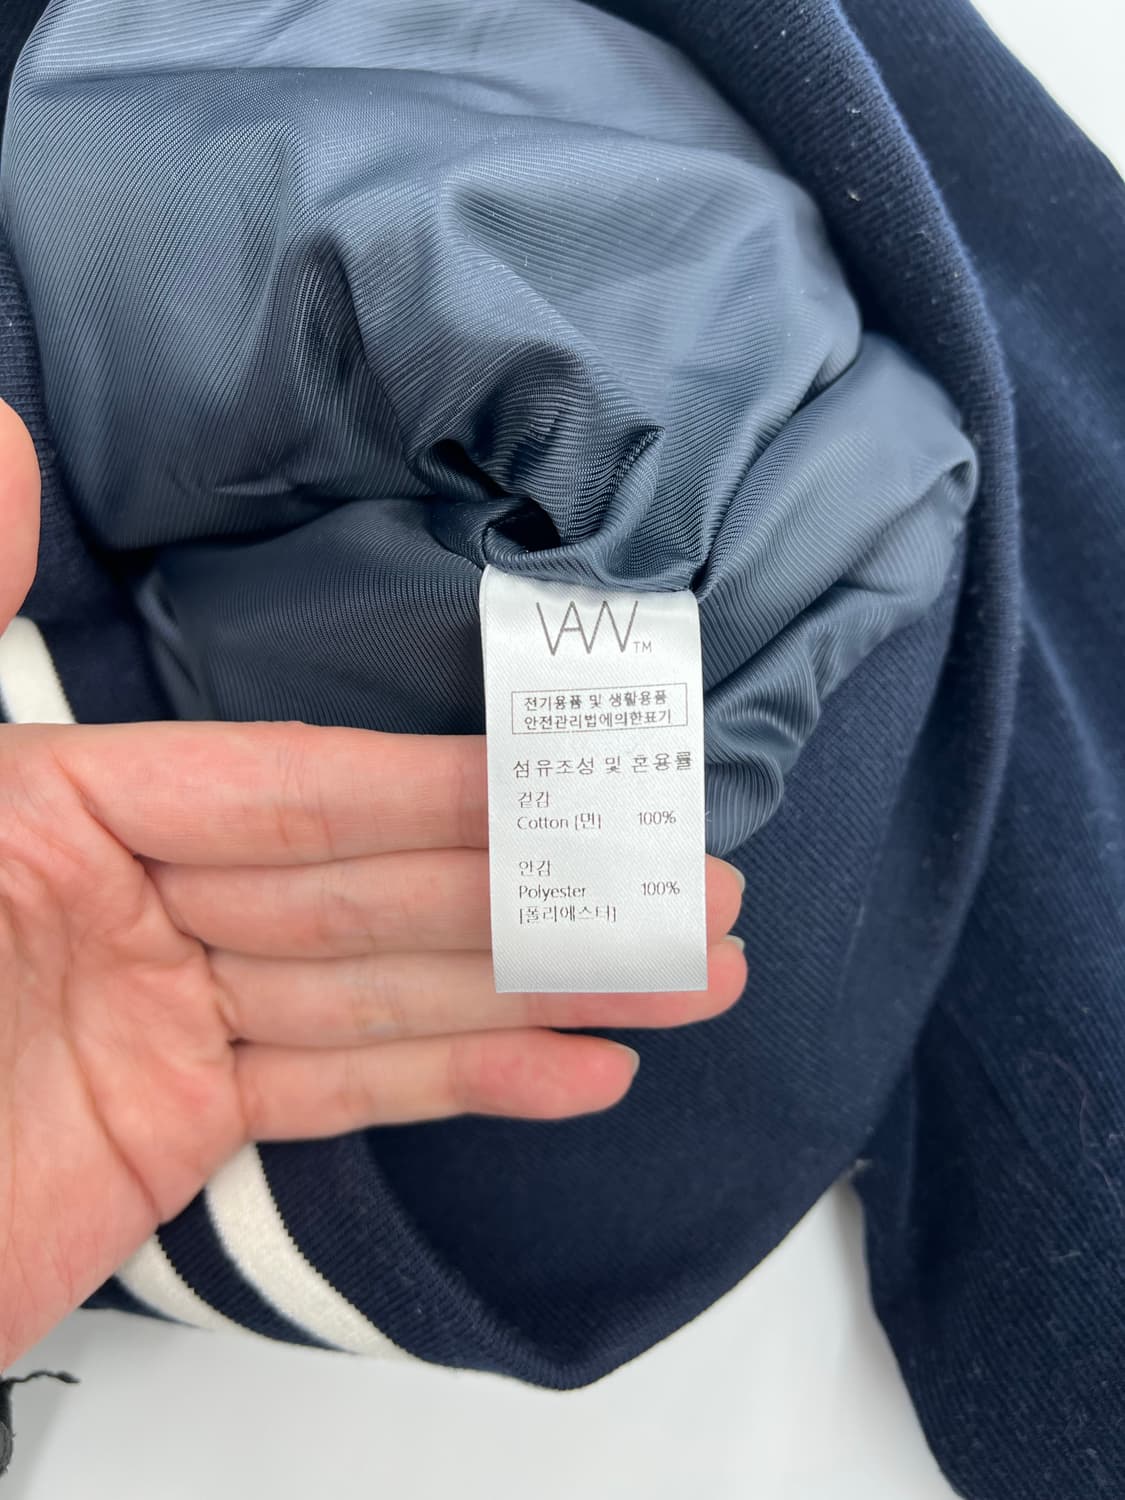 VAW™
전기용품 및 생활용품
안전관리법에의한표기
섬유조성 및 혼용률
겉감
Cotton [면] 100%
안감
Polyester 100%
[폴리에스터]